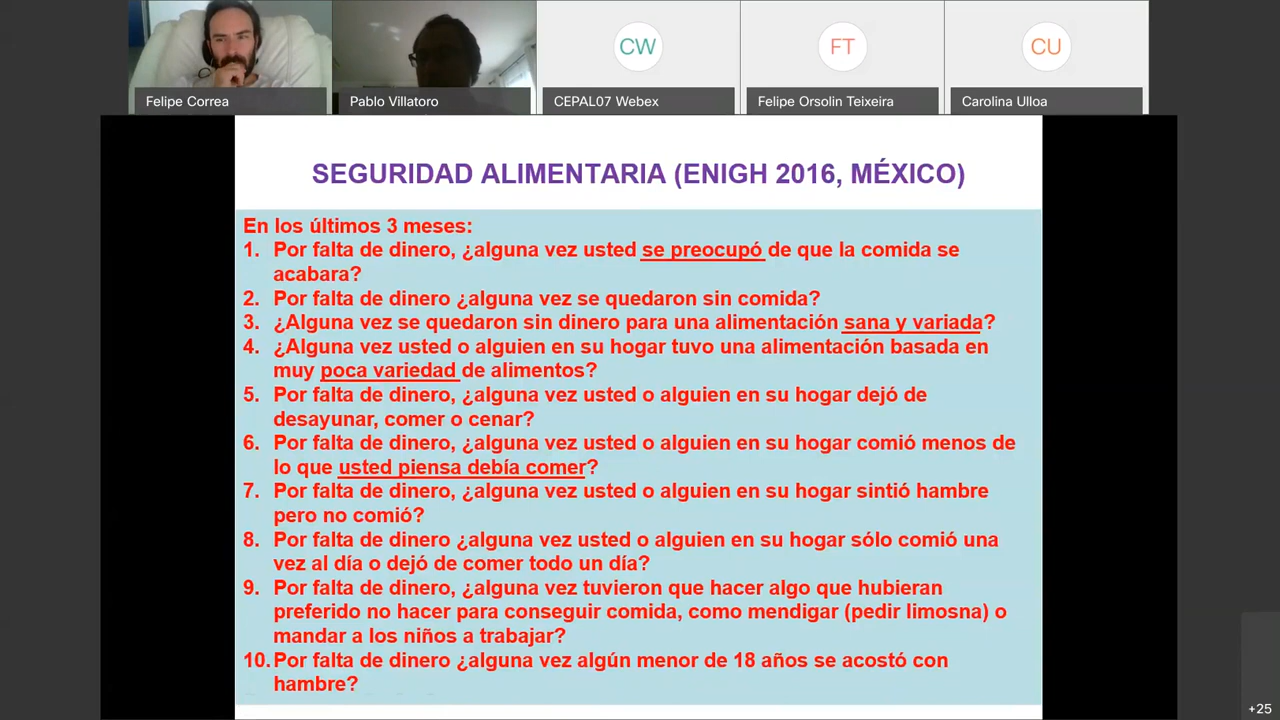 CW
FT
CU
Felipe Correa
Pablo Villatoro
CEPAL07 Webex
Felipe Orsolin Teixeira
Carolina Ulloa
SEGURIDAD ALIMENTARIA (ENIGH 2016, MÉXICO)
En los últimos 3 meses:
1. Por falta de dinero, ¿alguna vez usted se preocupó de que la comida se
acabara?
2. Por falta de dinero ¿alguna vez se quedaron sin comida?
3. ¿Alguna vez se quedaron sin dinero para una alimentación sana y variada?
4. ¿Alguna vez usted o alguien en su hogar tuvo una alimentación basada en
muy poca variedad de alimentos?
5. Por falta de dinero, ¿alguna vez usted o alguien en su hogar dejó de
desayunar, comer o cenar?
6. Por falta de dinero, ¿alguna vez usted o alguien en su hogar comió menos de
lo que usted piensa debía comer?
7. Por falta de dinero, ¿alguna vez usted o alguien en su hogar sintió hambre
pero no comió?
8. Por falta de dinero ¿alguna vez usted o alguien en su hogar sólo comió una
vez al día o dejó de comer todo un día?
9. Por falta de dinero, ¿alguna vez tuvieron que hacer algo que hubieran
preferido no hacer para conseguir comida, como mendigar (pedir limosna) o
mandar a los niños a trabajar?
10. Por falta de dinero ¿alguna vez algún menor de 18 años se acostó con
hambre?
+25